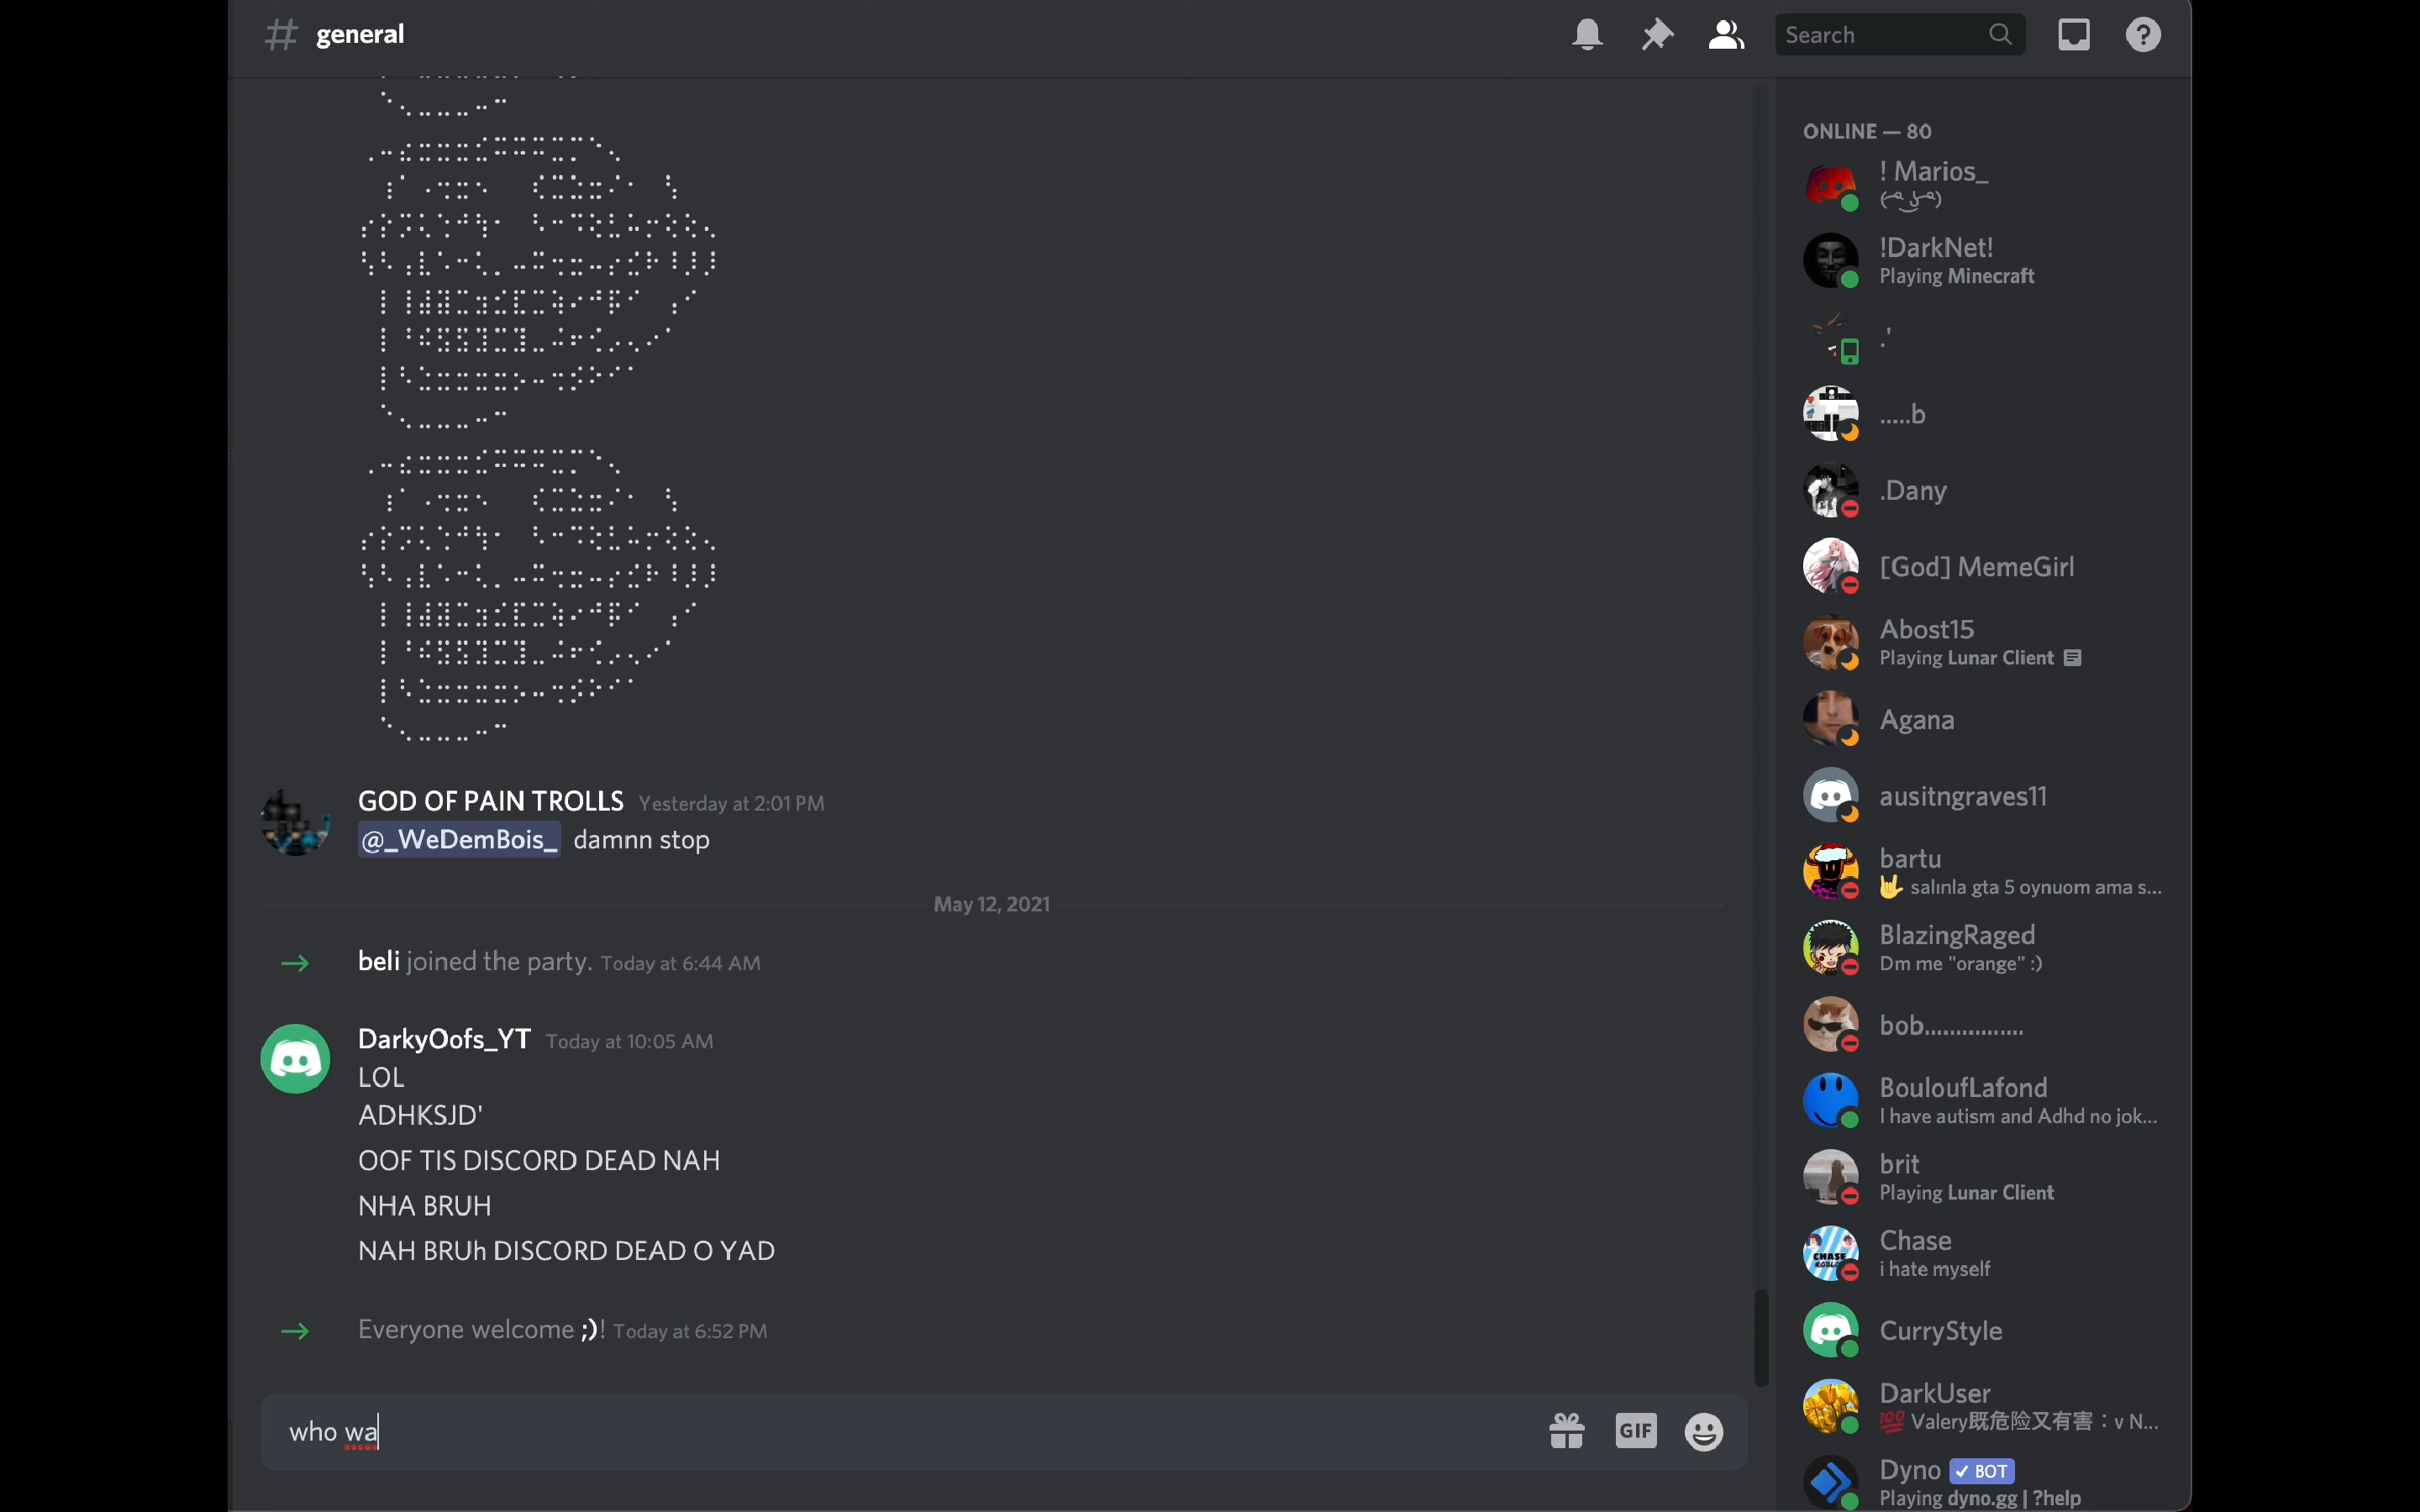 general
Search
GOD OF PAIN TROLLS Yesterday at 2:01 PM
@_WeDemBois_ damnn stop
May 12, 2021
beli joined the party. Today at 6:44 AM
DarkyOofs_YT Today at 10:05 AM
LOL
ADHKSJD'
OOF TIS DISCORD DEAD NAH
NHA BRUH
NAH BRUh DISCORD DEAD O YAD
Everyone welcome ;)! Today at 6:52 PM
who wa
GIF
ONLINE — 80
! Marios_
( ͡° ͜ʖ ͡°)
!DarkNet!
Playing Minecraft
.'
.....b
.Dany
[God] MemeGirl
Abost15
Playing Lunar Client
Agana
ausitngraves11
bartu
🤟 salınla gta 5 oynuom ama s...
BlazingRaged
Dm me "orange" :)
bob................
BouloufLafond
I have autism and Adhd no jok...
brit
Playing Lunar Client
Chase
i hate myself
CHASE
CurryStyle
DarkUser
💯 Valery既危险又有害：v N...
Dyno ✓ BOT
Playing dyno.gg | ?help